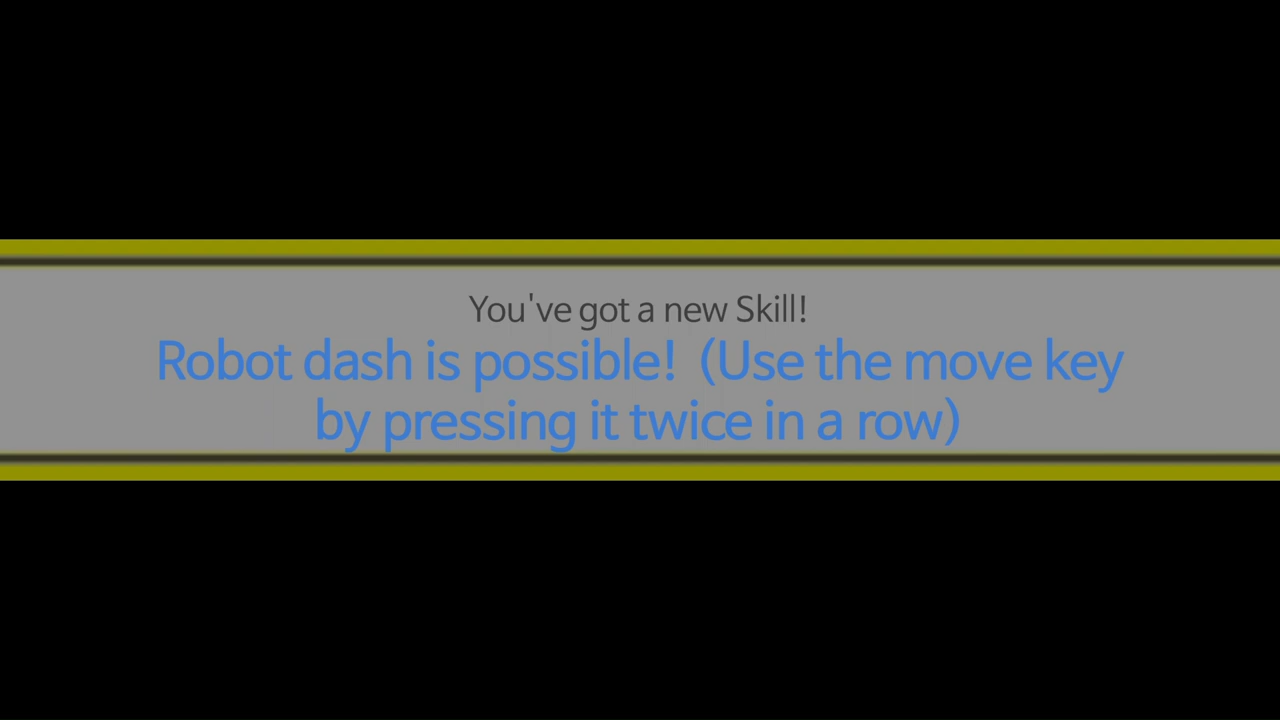 You've got a new Skill!
Robot dash is possible!  (Use the move key
by pressing it twice in a row)